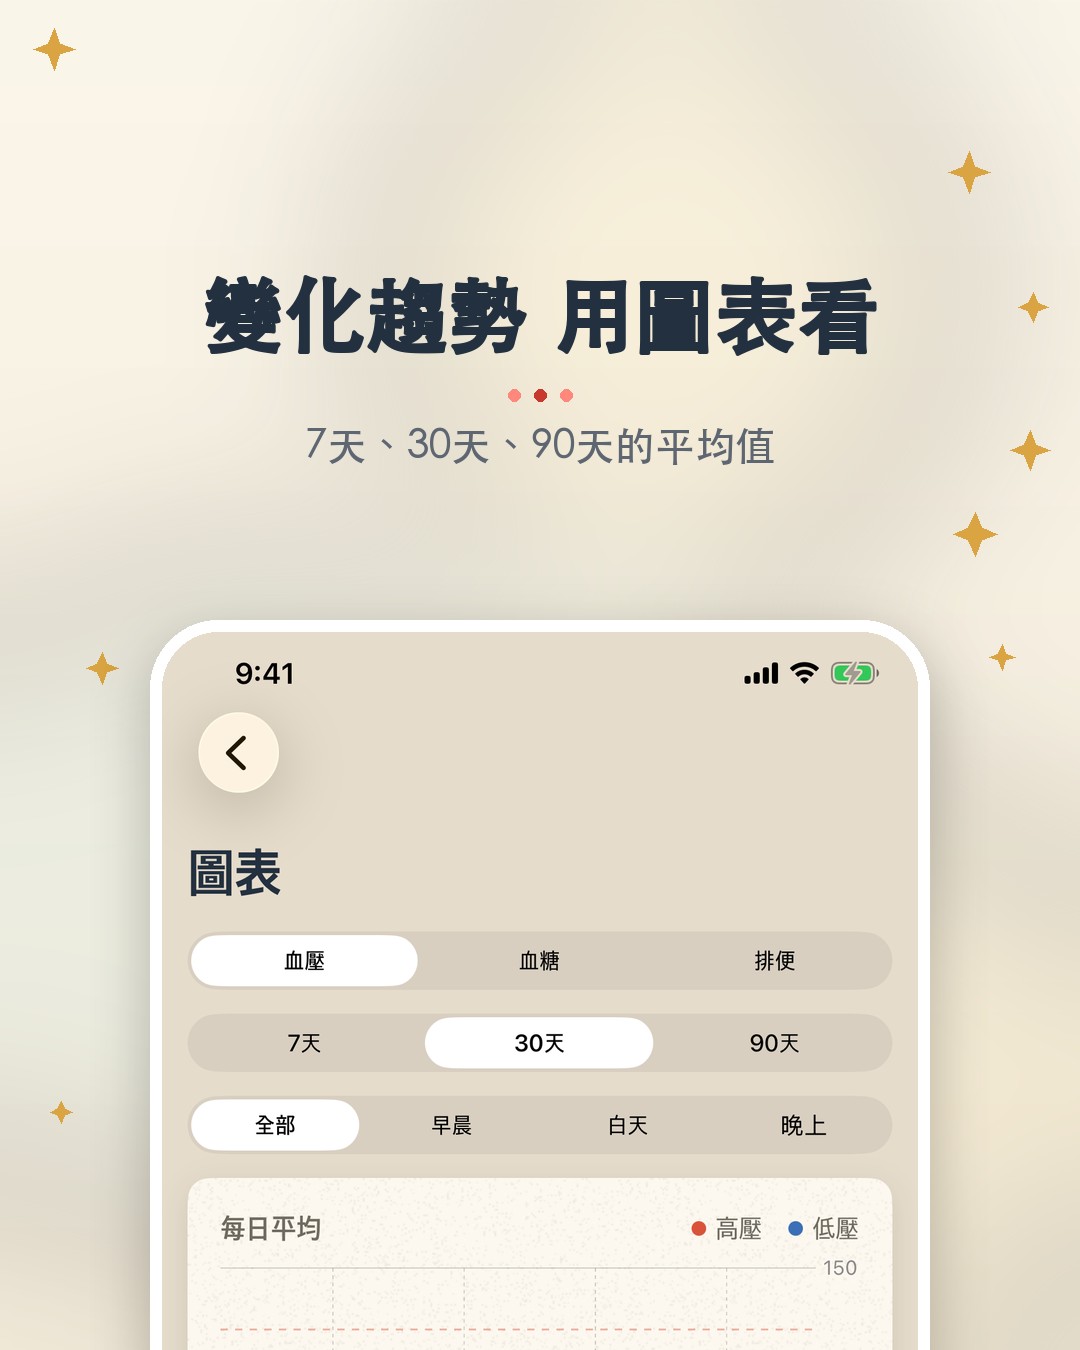 變化趨勢 用圖表看
7天、30天、90天的平均值
9:41
圖表
血壓 血糖 排便
7天 30天 90天
全部 早晨 白天 晚上
每日平均 高壓 低壓
150